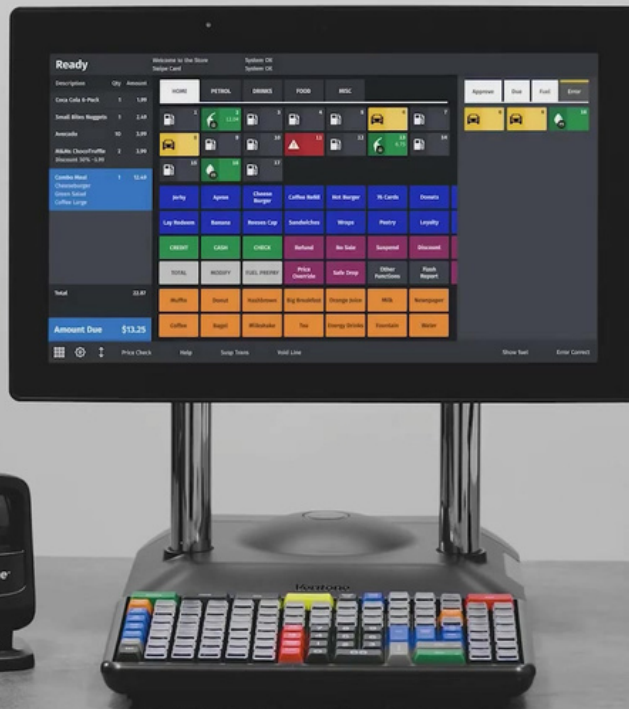 Ready
Welcome to the Store
Swipe Card
System OK
System OK
Description Qty Amount
Coca Cola 6-Pack 1 1.99
Small Bites Nuggets 1 2.49
Avocado 10 3.99
M&Ms ChocoTruffle 2 3.99
Discount 30% -1.99
Combo Meal 1 12.49
Cheeseburger
Green Salad
Coffee Large
Total 22.87
Amount Due $13.25
HOME PETROL DRINKS FOOD MISC
Approve Due Fuel Error
Jerky Apron Cheese Burger Coffee Refill Hot Burger TG Cards Donuts
Lay Redeem Banana Reeses Cup Sandwiches Wraps Pastry Loyalty
CREDIT CASH CHECK Refund No Sale Suspend Discount
TOTAL MODIFY FUEL PREPAY Price Override Safe Drop Other Functions Flash Report
Muffin Donut Hashbrown Big Breakfast Orange Juice Milk Newspaper
Coffee Bagel Milkshake Tea Energy Drinks Fountain Water
Price Check Help Susp Trans Void Line Show Fuel Error Correct